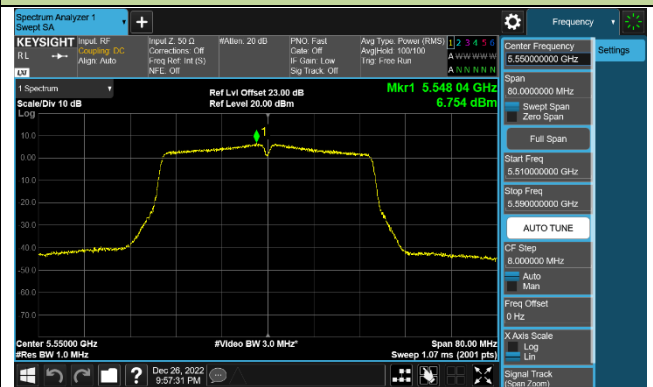 Spectrum Analyzer 1
Swept SA
Frequency
KEYSIGHT
RL
LXI
Input: RF
Coupling: DC
Align: Auto
Input Z: 50 Ω
Corrections: Off
Freq Ref: Int (S)
NFE: Off
#Atten: 20 dB
PNO: Fast
Gate: Off
IF Gain: Low
Sig Track: Off
Avg Type: Power (RMS)
Avg|Hold: 100/100
Trig: Free Run
1 2 3 4 5 6
A W W W W W
A N N N N N
Center Frequency
5.550000000 GHz
Settings
Span
80.0000000 MHz
Swept Span
Zero Span
Full Span
Start Freq
5.510000000 GHz
Stop Freq
5.590000000 GHz
AUTO TUNE
CF Step
8.000000 MHz
Auto
Man
Freq Offset
0 Hz
X Axis Scale
Log
Lin
Signal Track
(Span Zoom)
1 Spectrum
Scale/Div 10 dB
Log
Ref Lvl Offset 23.00 dB
Ref Level 20.00 dBm
Mkr1 5.548 04 GHz
6.754 dBm
1
10.0
0.00
10.0
20.0
30.0
40.0
50.0
60.0
70.0
Center 5.55000 GHz
#Res BW 1.0 MHz
#Video BW 3.0 MHz*
Span 80.00 MHz
Sweep 1.07 ms (2001 pts)
?
Dec 26, 2022
9:57:31 PM